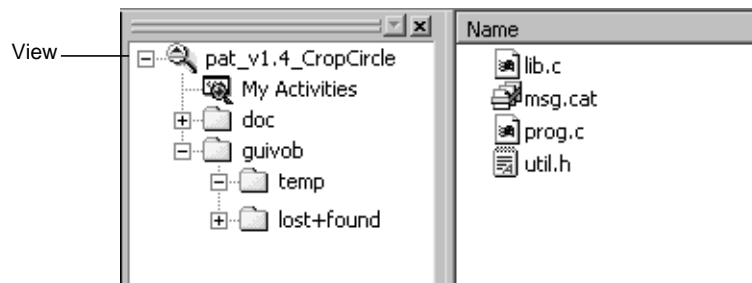 View
pat_v1.4_CropCircle
My Activities
doc
guivob
temp
lost+found
Name
lib.c
msg.cat
prog.c
util.h